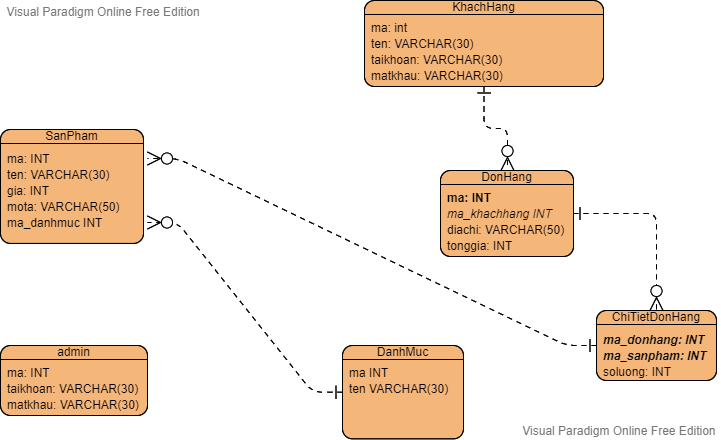 Visual Paradigm Online Free Edition
KhachHang
ma: int
ten: VARCHAR(30)
taikhoan: VARCHAR(30)
matkhau: VARCHAR(30)
SanPham
ma: INT
ten: VARCHAR(30)
gia: INT
mota: VARCHAR(50)
ma_danhmuc INT
DonHang
ma: INT
ma_khachhang INT
diachi: VARCHAR(50)
tonggia: INT
ChiTietDonHang
ma_donhang: INT
ma_sanpham: INT
soluong: INT
admin
ma: INT
taikhoan: VARCHAR(30)
matkhau: VARCHAR(30)
DanhMuc
ma INT
ten VARCHAR(30)
Visual Paradigm Online Free Edition